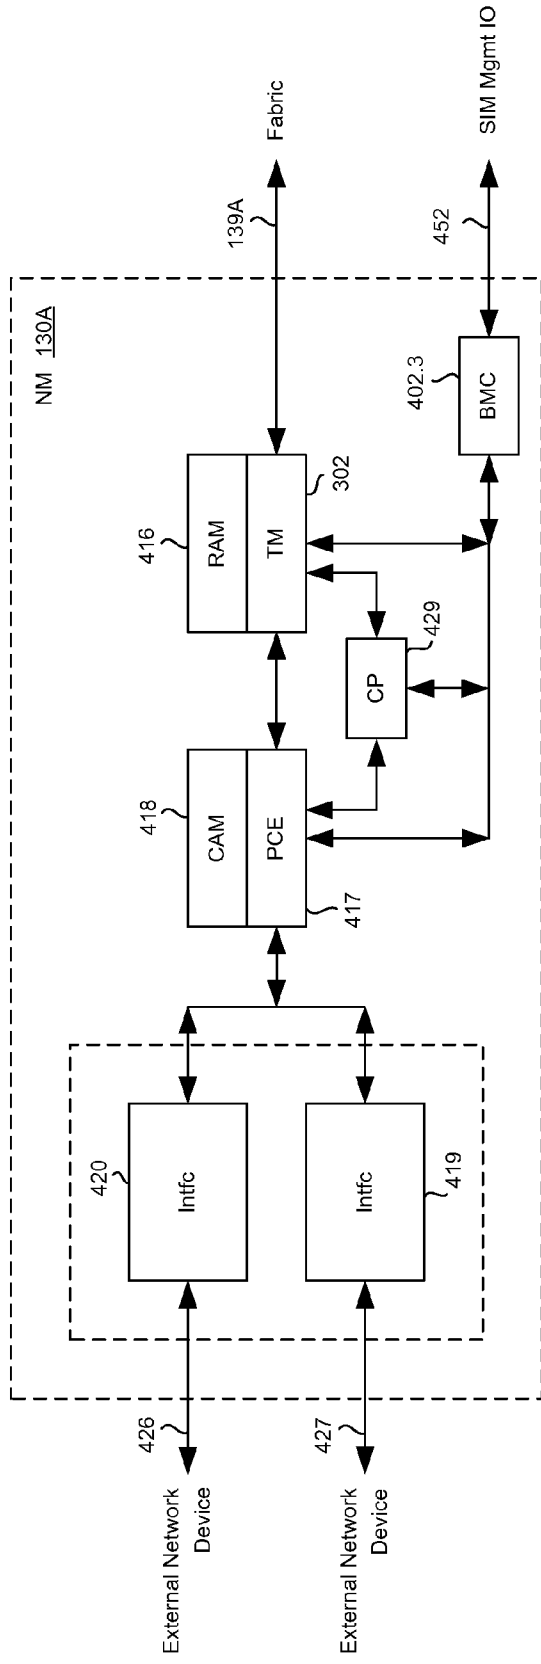 NM 130A
External Network
Device
426
External Network
Device
427
420
Intfc
Intfc
419
418
CAM
PCE
417
416
RAM
TM
302
CP
429
402.3
BMC
139A
Fabric
452
SIM Mgmt IO